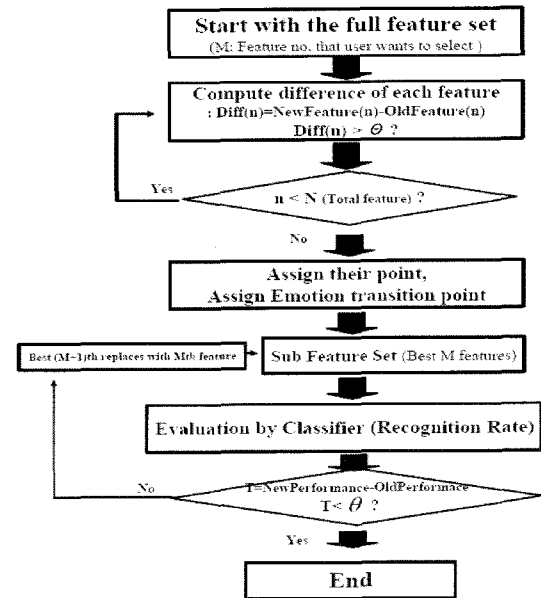 Start with the full feature set
(M: Feature no. that user wants to select )
Compute difference of each feature
: Diff(n)=NewFeature(n)-OldFeature(n)
Diff(n) > Θ ?
Yes
n < N (Total feature) ?
No
Assign their point,
Assign Emotion transition point
Best (M+1)th replaces with Mth feature
Sub Feature Set (Best M features)
Evaluation by Classifier (Recognition Rate)
No
T=NewPerformance-OldPerformace
T< θ ?
Yes
End